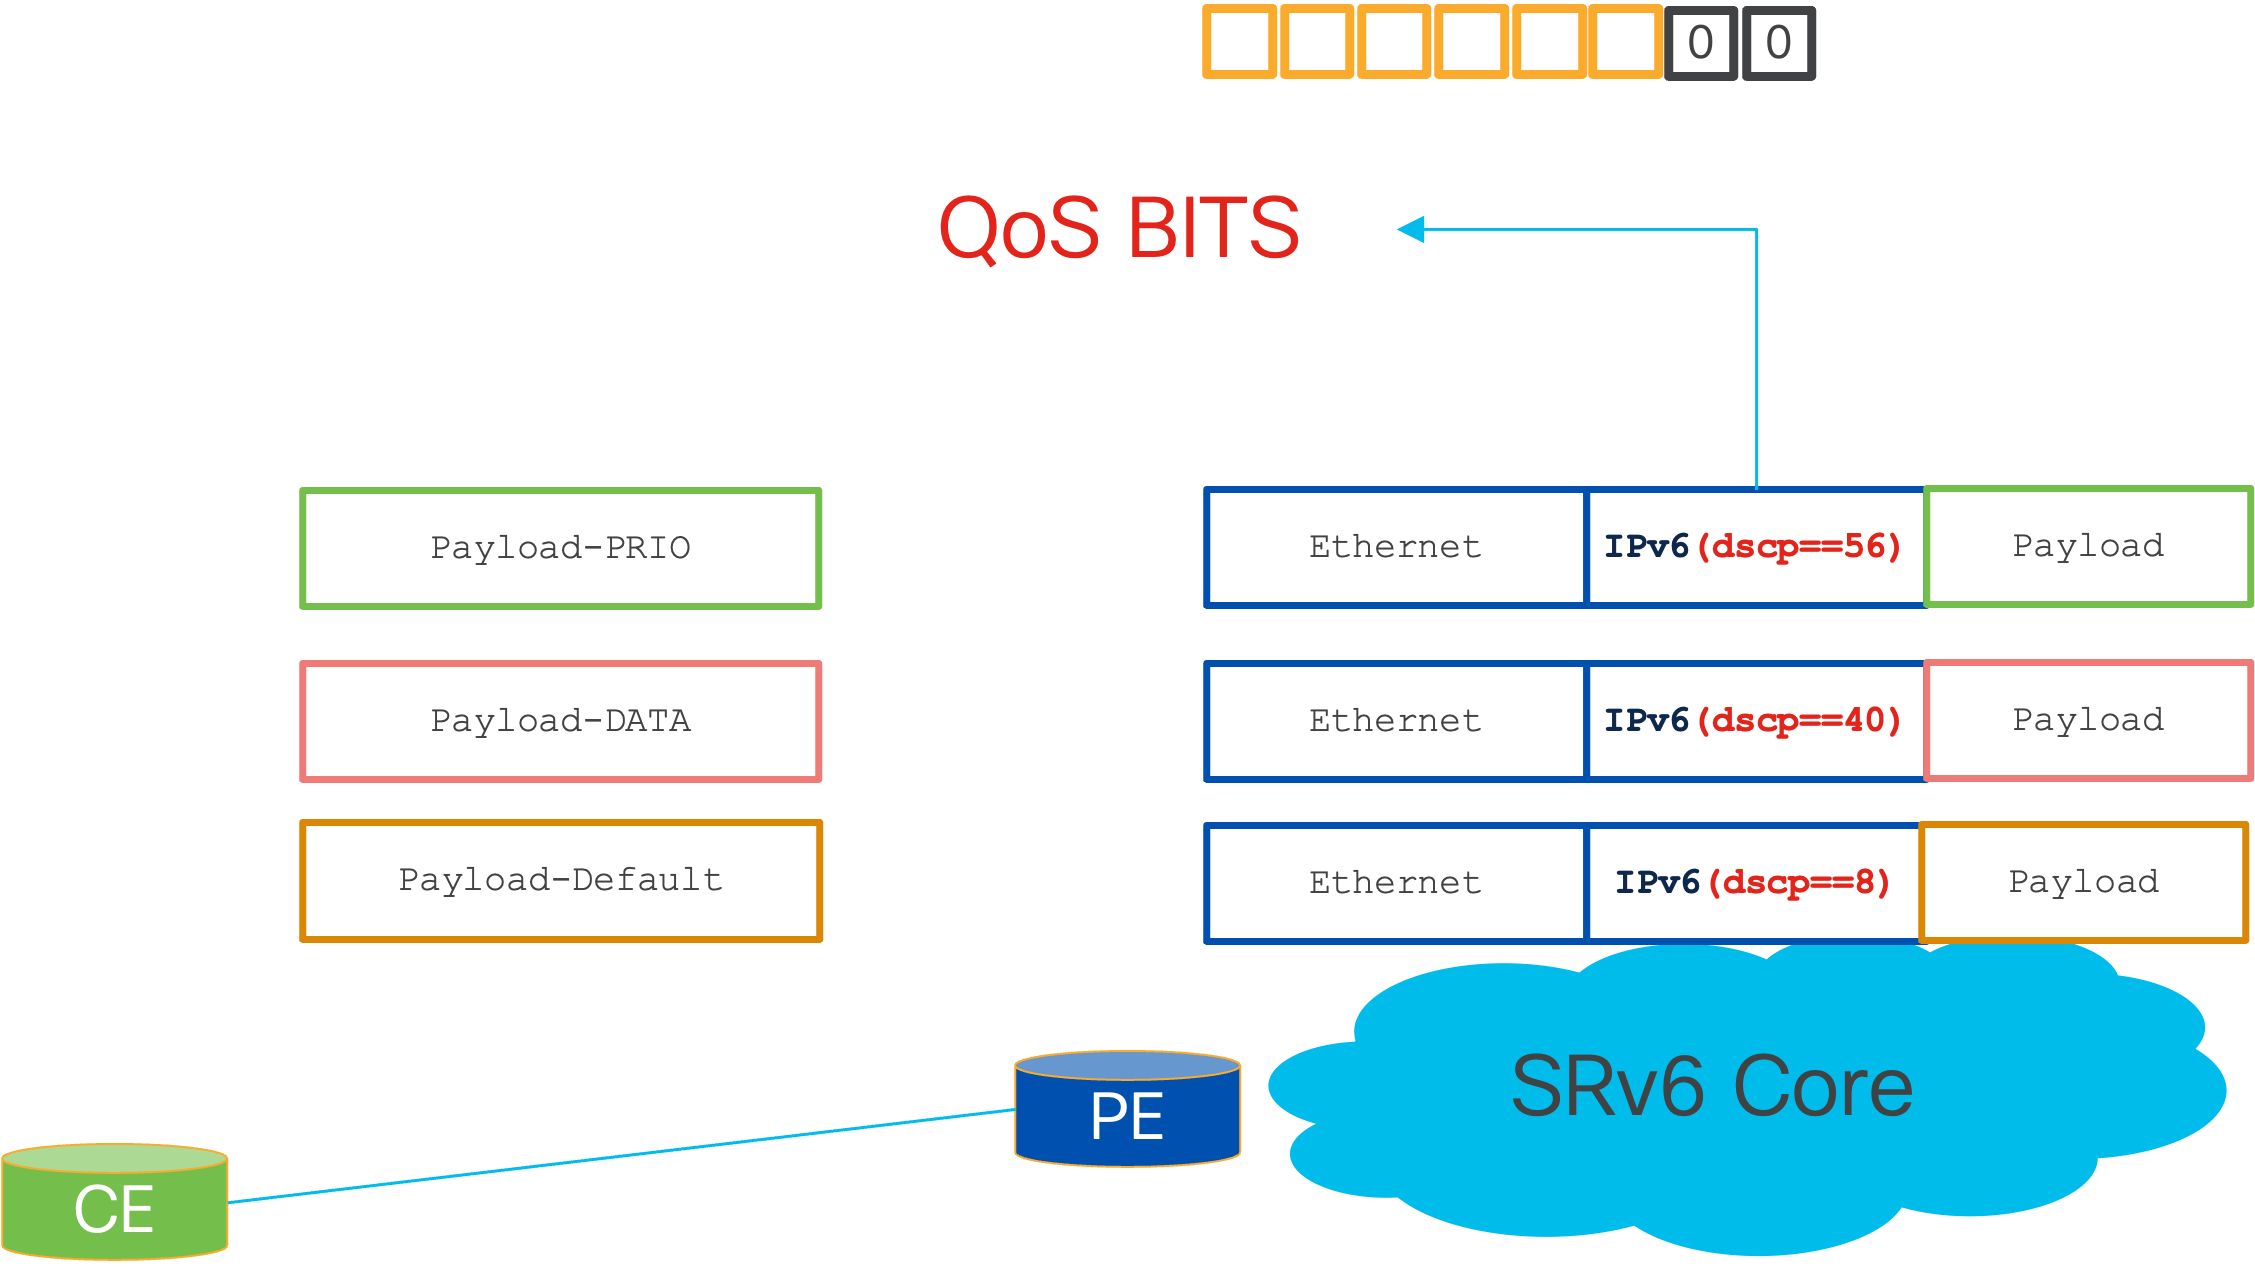 0 0
QoS BITS
Payload-PRIO
Ethernet IPv6(dscp==56) Payload
Payload-DATA
Ethernet IPv6(dscp==40) Payload
Payload-Default
Ethernet IPv6(dscp==8) Payload
SRv6 Core
PE
CE